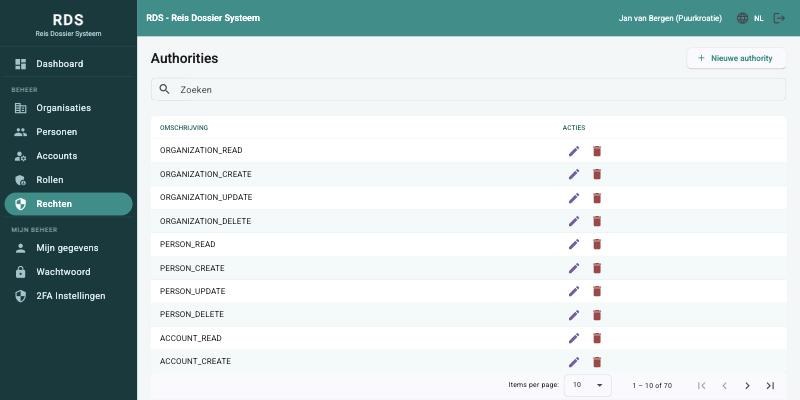 RDS
Reis Dossier Systeem
Dashboard
BEHEER
Organisaties
Personen
Accounts
Rollen
Rechten
MIJN BEHEER
Mijn gegevens
Wachtwoord
2FA Instellingen
RDS - Reis Dossier Systeem
Jan van Bergen (Puurkroatie)
NL
Authorities
+ Nieuwe authority
Zoeken
OMSCHRIJVING ACTIES
ORGANIZATION_READ
ORGANIZATION_CREATE
ORGANIZATION_UPDATE
ORGANIZATION_DELETE
PERSON_READ
PERSON_CREATE
PERSON_UPDATE
PERSON_DELETE
ACCOUNT_READ
ACCOUNT_CREATE
Items per page: 10 1 – 10 of 70